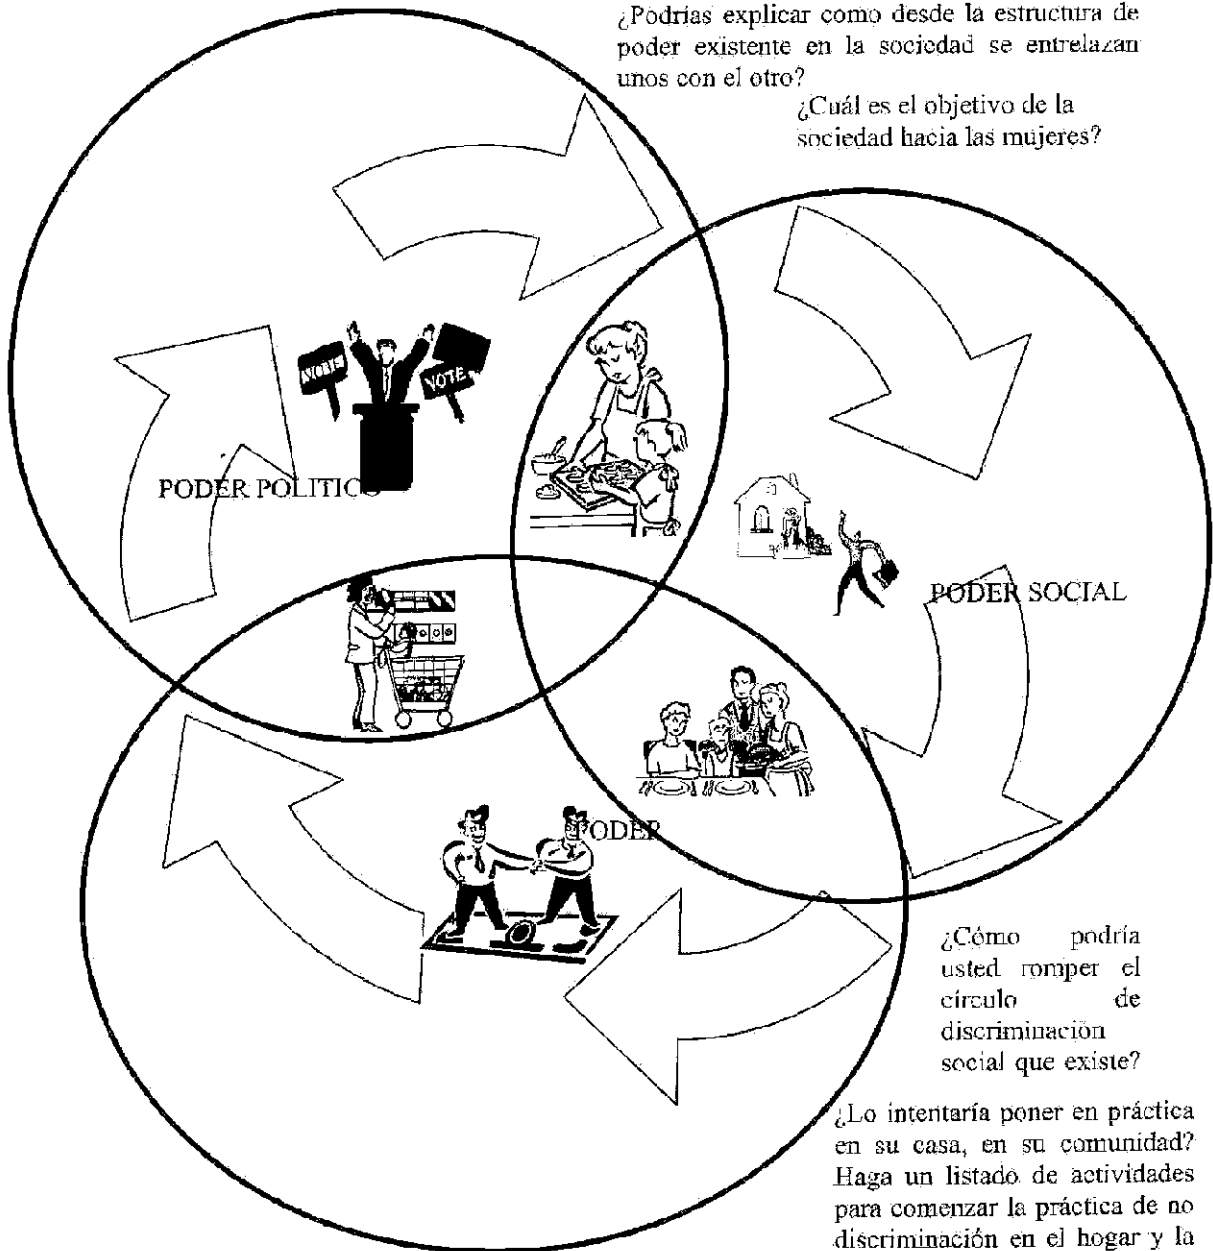 ¿Podrías explicar como desde la estructura de
poder existente en la sociedad se entrelazan
unos con el otro?
¿Cuál es el objetivo de la
sociedad hacia las mujeres?
VOTE
VOTE
PODER POLITICO
PODER SOCIAL
PODER
¿Cómo podría
usted romper el
círculo de
discriminación
social que existe?
¿Lo intentaría poner en práctica
en su casa, en su comunidad?
Haga un listado de actividades
para comenzar la práctica de no
discriminación en el hogar y la